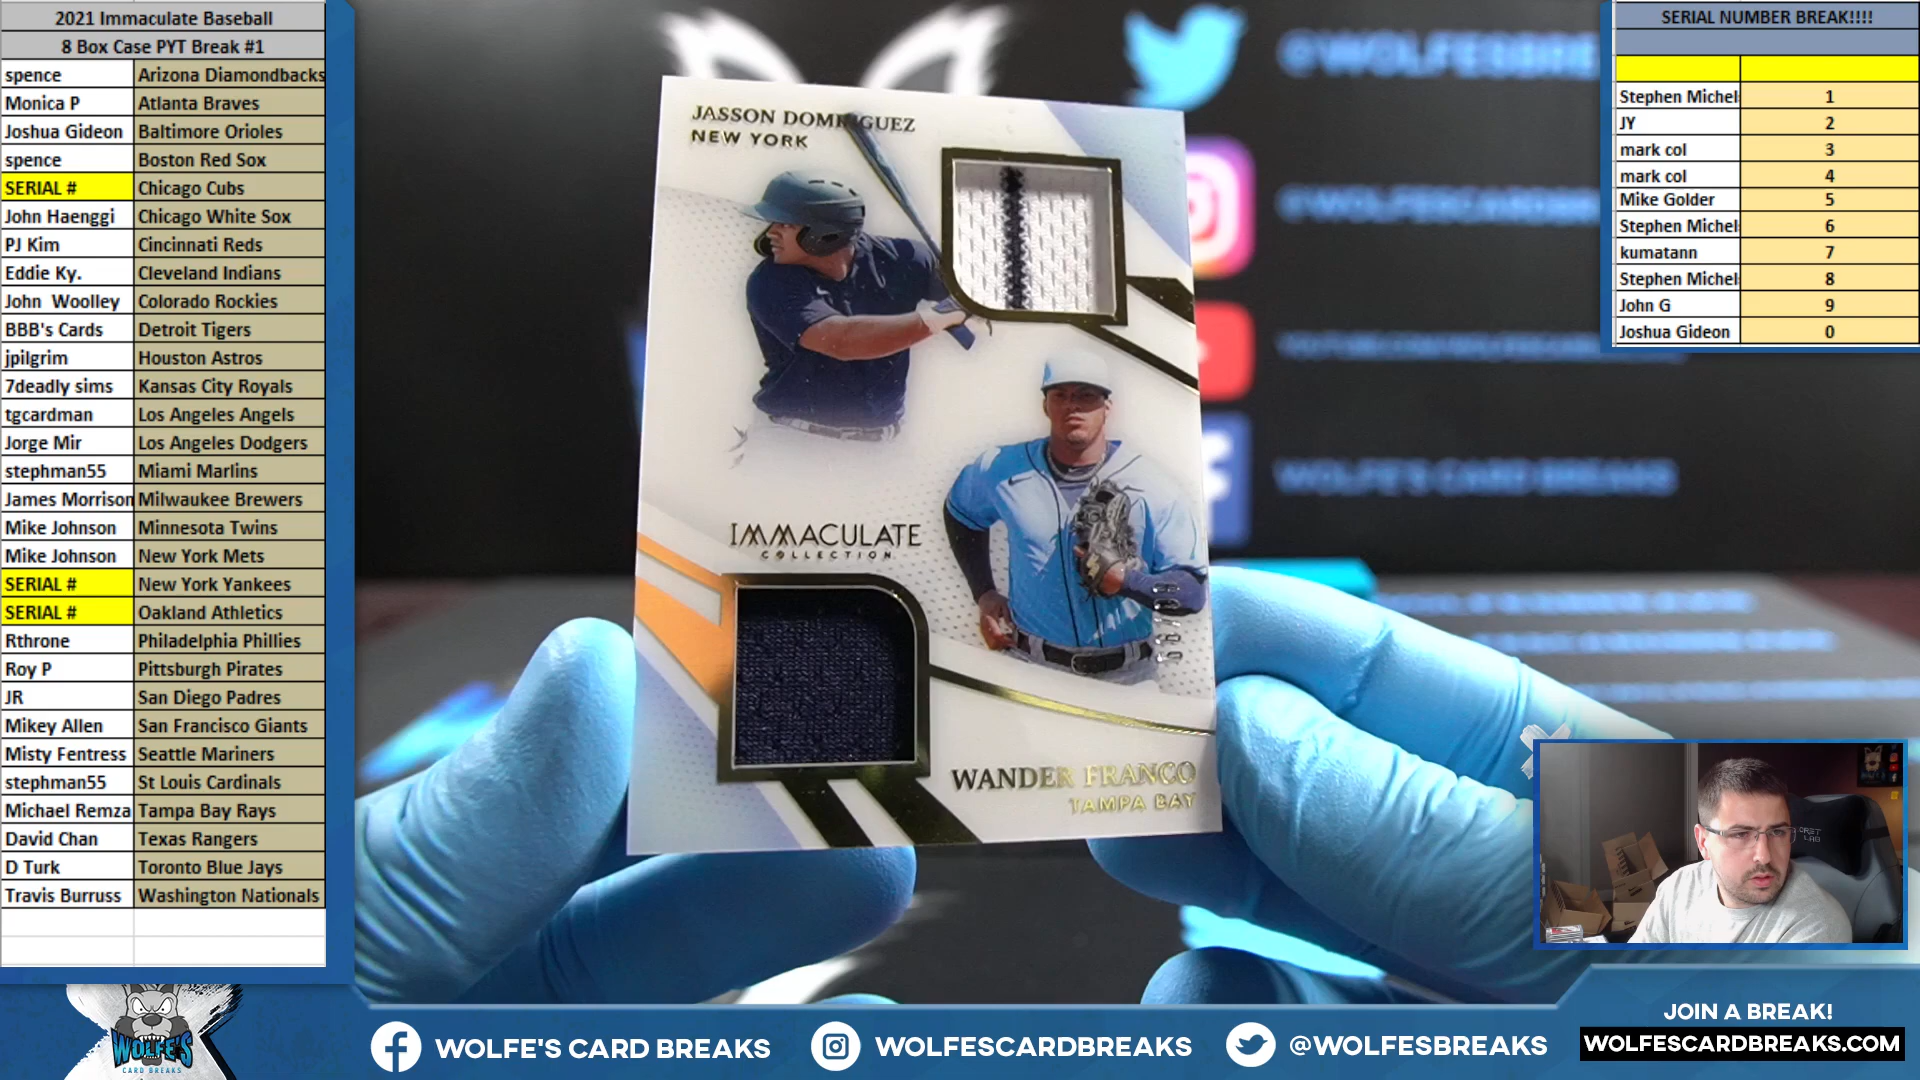 2021 Immaculate Baseball
8 Box Case PYT Break #1
spence Arizona Diamondbacks
Monica P Atlanta Braves
Joshua Gideon Baltimore Orioles
spence Boston Red Sox
SERIAL # Chicago Cubs
John Haenggi Chicago White Sox
PJ Kim Cincinnati Reds
Eddie Ky. Cleveland Indians
John Woolley Colorado Rockies
BBB's Cards Detroit Tigers
jpilgrim Houston Astros
7deadly sims Kansas City Royals
tgcardman Los Angeles Angels
Jorge Mir Los Angeles Dodgers
stephman55 Miami Marlins
James Morrison Milwaukee Brewers
Mike Johnson Minnesota Twins
Mike Johnson New York Mets
SERIAL # New York Yankees
SERIAL # Oakland Athletics
Rthrone Philadelphia Phillies
Roy P Pittsburgh Pirates
JR San Diego Padres
Mikey Allen San Francisco Giants
Misty Fentress Seattle Mariners
stephman55 St Louis Cardinals
Michael Remza Tampa Bay Rays
David Chan Texas Rangers
D Turk Toronto Blue Jays
Travis Burruss Washington Nationals
JASSON DOMINGUEZ
NEW YORK
IMMACULATE
COLLECTION
WANDER FRANCO
TAMPA BAY
@WOLFESBRE
@WOLFESCARDBR
WOLFE'S CARD BREAKS
SERIAL NUMBER BREAK!!!!
Stephen Michel 1
JY 2
mark col 3
mark col 4
Mike Golder 5
Stephen Michel 6
kumatann 7
Stephen Michel 8
John G 9
Joshua Gideon 0
WOLFE'S
CARD BREAKS
WOLFE'S CARD BREAKS
WOLFESCARDBREAKS
@WOLFESBREAKS
JOIN A BREAK!
WOLFESCARDBREAKS.COM